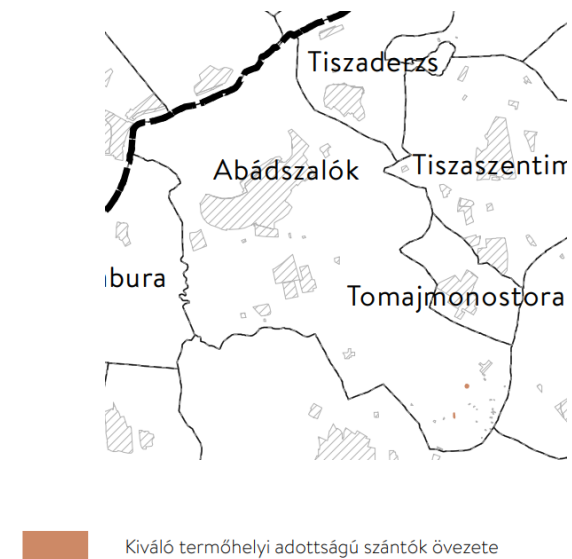 Tiszaderzs
Abádszalók
Tiszaszentim
bura
Tomajmonostora
Kiváló termőhelyi adottságú szántók övezete